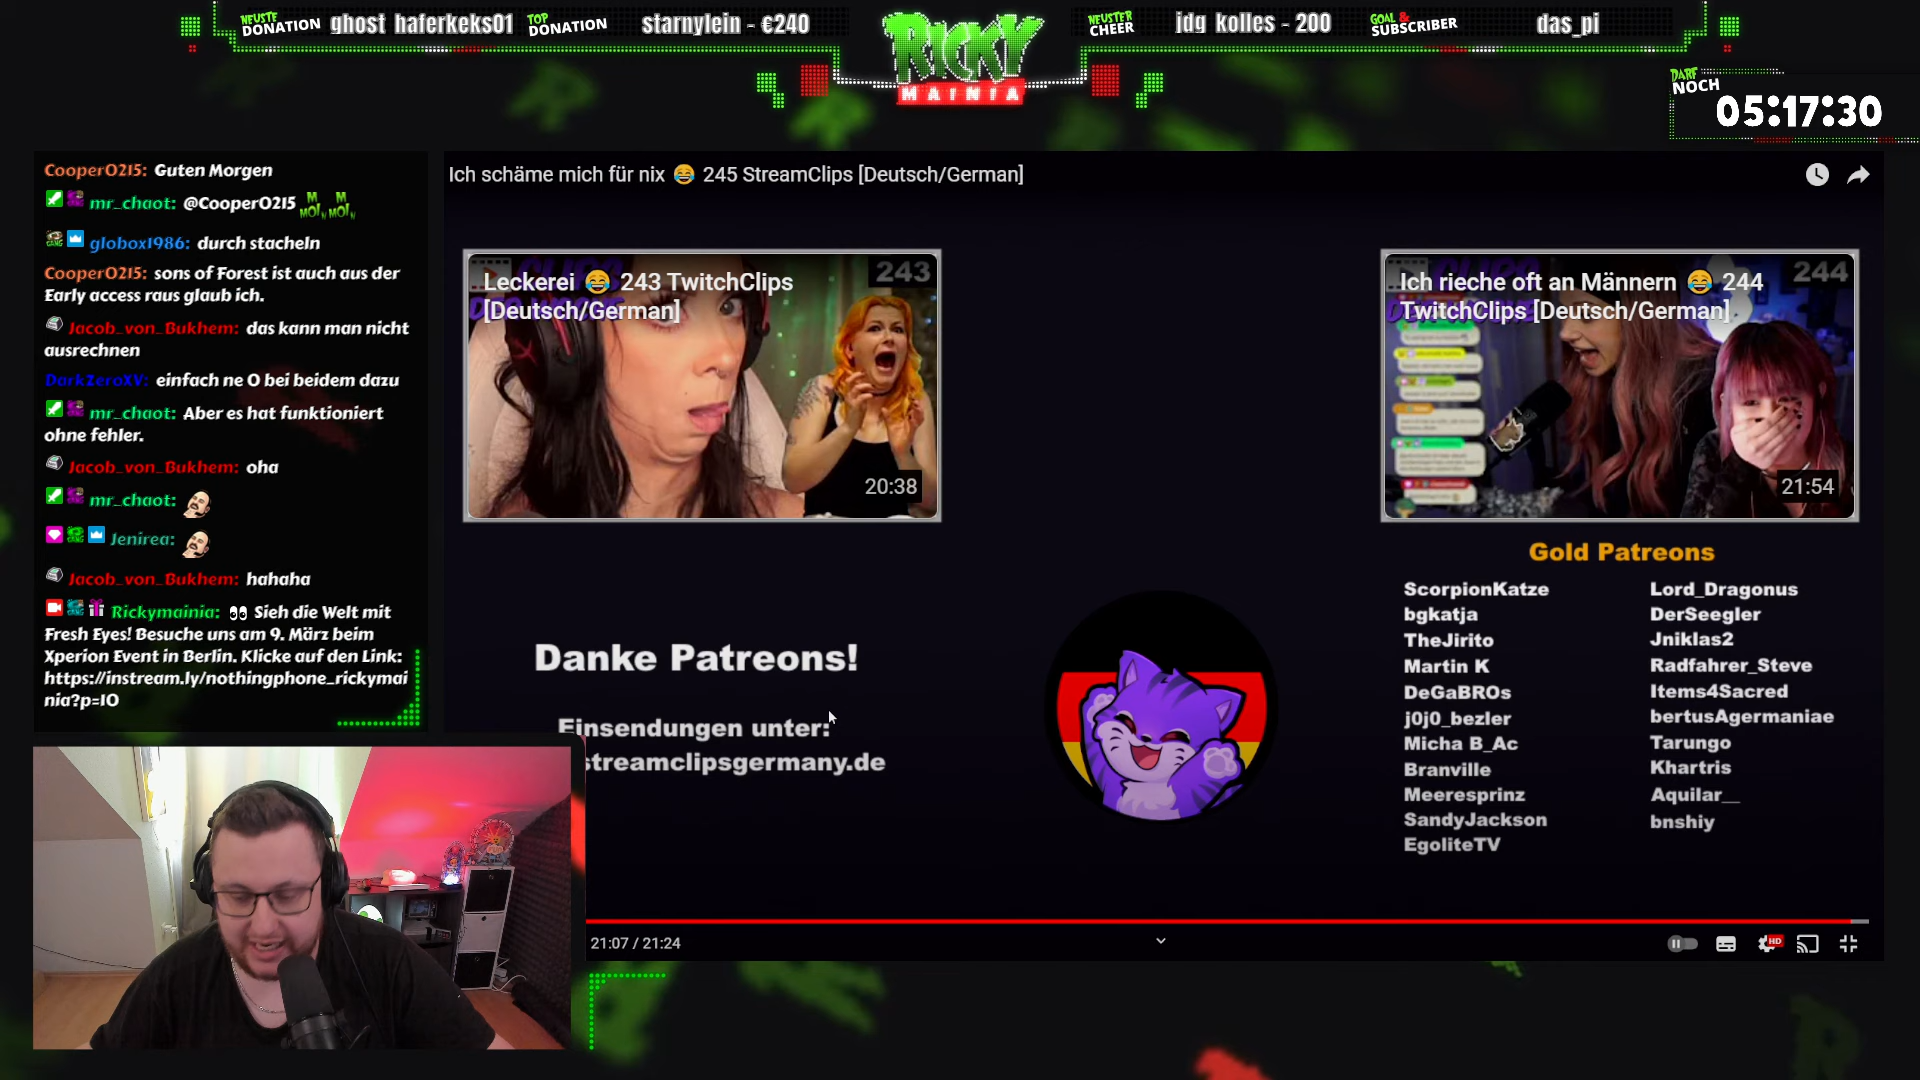 NEUSTE
DONATION
ghost_haferkeks01
TOP
DONATION
starnylein - €240
RICKY
MAINIA
NEUSTER
CHEER
jdg_kolles - 200
GOAL &
SUBSCRIBER
das_pi
DARF
NOCH
05:17:30
CooperO215: Guten Morgen
mr_chaot: @CooperO215 MOIN MOIN
globox1986: durch stacheln
CooperO215: sons of Forest ist auch aus der
Early access raus glaub ich.
Jacob_von_Bukhem: das kann man nicht
ausrechnen
DarkZeroXV: einfach ne O bei beidem dazu
mr_chaot: Aber es hat funktioniert
ohne fehler.
Jacob_von_Bukhem: oha
mr_chaot:
Jenirea:
Jacob_von_Bukhem: hahaha
Rickymainia: 👀 Sieh die Welt mit
Fresh Eyes! Besuche uns am 9. März beim
Xperion Event in Berlin. Klicke auf den Link:
https://instream.ly/nothingphone_rickymai
nia?p=IO
Ich schäme mich für nix 😂 245 StreamClips [Deutsch/German]
Leckerei 😂 243 TwitchClips
[Deutsch/German]
243
20:38
Ich rieche oft an Männern 😂 244
TwitchClips [Deutsch/German]
244
21:54
Danke Patreons!
Einsendungen unter:
streamclipsgermany.de
Gold Patreons
ScorpionKatze
bgkatja
TheJirito
Martin K
DeGaBROs
j0j0_bezler
Micha B_Ac
Branville
Meeresprinz
SandyJackson
EgoliteTV
Lord_Dragonus
DerSeegler
Jniklas2
Radfahrer_Steve
Items4Sacred
bertusAgermaniae
Tarungo
Khartris
Aquilar__
bnshiy
21:07 / 21:24
HD